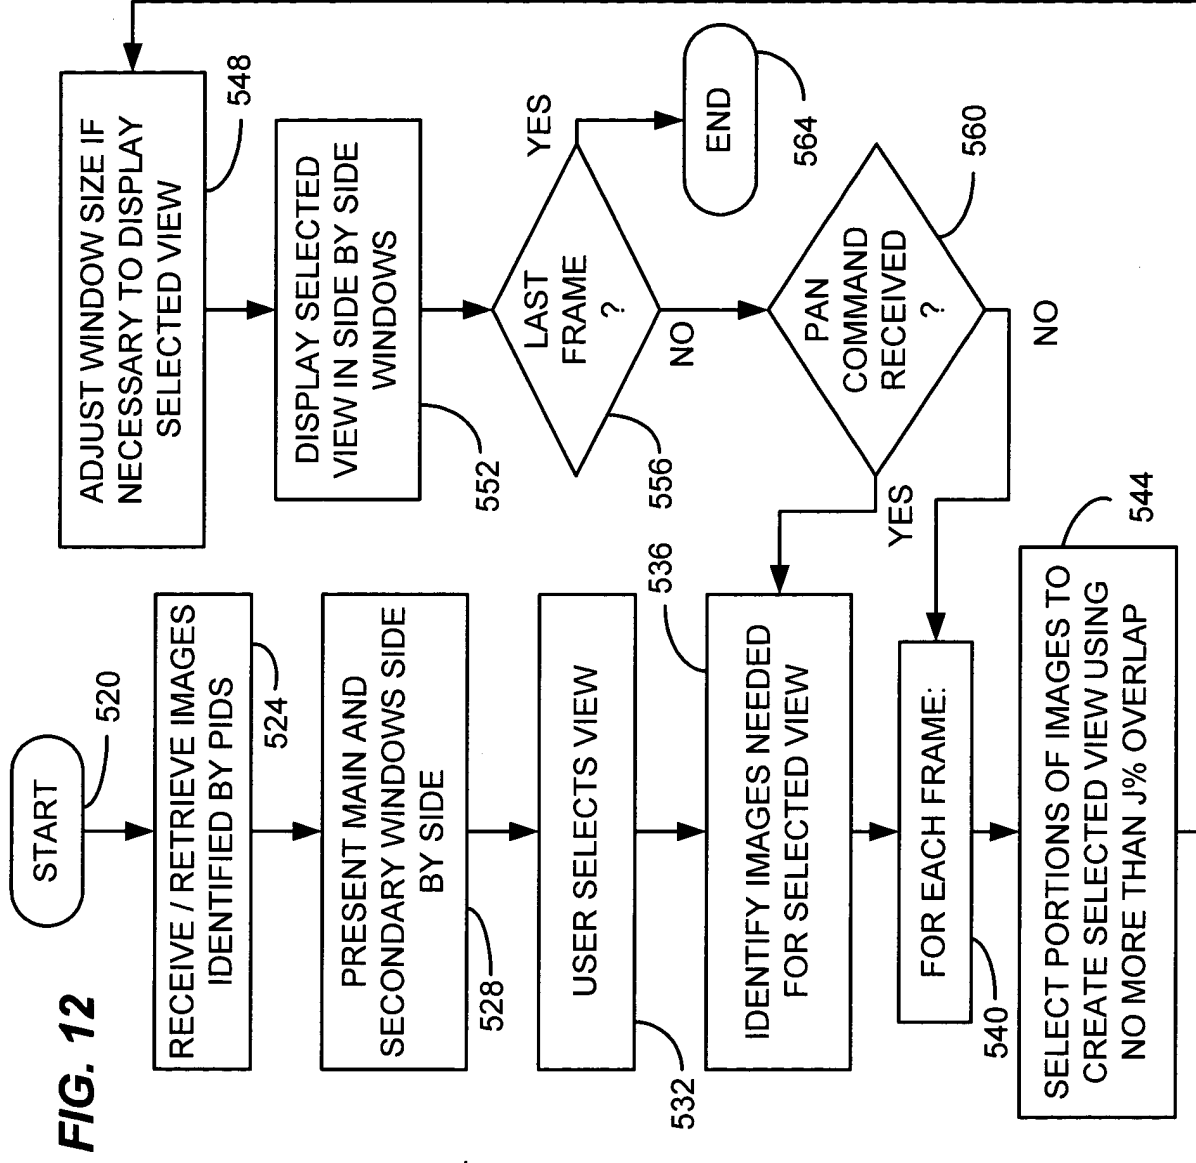 FIG. 12
START
520
RECEIVE / RETRIEVE IMAGES
IDENTIFIED BY PIDS
524
PRESENT MAIN AND
SECONDARY WINDOWS SIDE
BY SIDE
528
USER SELECTS VIEW
532
IDENTIFY IMAGES NEEDED
FOR SELECTED VIEW
536
FOR EACH FRAME:
540
SELECT PORTIONS OF IMAGES TO
CREATE SELECTED VIEW USING
NO MORE THAN J% OVERLAP
544
ADJUST WINDOW SIZE IF
NECESSARY TO DISPLAY
SELECTED VIEW
548
DISPLAY SELECTED
VIEW IN SIDE BY SIDE
WINDOWS
552
LAST
FRAME
?
556
YES
NO
END
564
PAN
COMMAND
RECEIVED
?
560
YES
NO